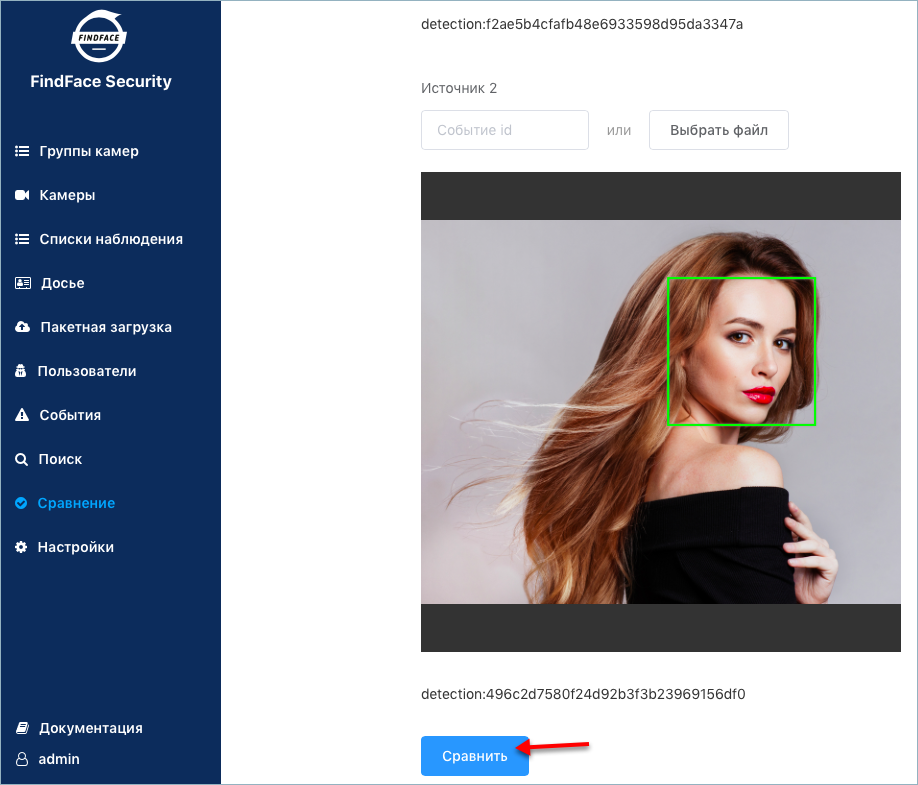 FINDFACE
FindFace Security
Группы камер
Камеры
Списки наблюдения
Досье
Пакетная загрузка
Пользователи
События
Поиск
Сравнение
Настройки
Документация
admin
detection:f2ae5b4cfafb48e6933598d95da3347a
Источник 2
Событие id
или
Выбрать файл
detection:496c2d7580f24d92b3f3b23969156df0
Сравнить